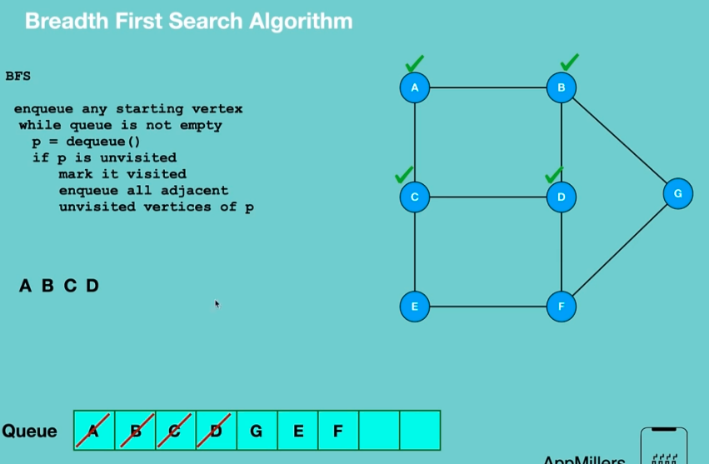 Breadth First Search Algorithm
BFS
enqueue any starting vertex
while queue is not empty
p = dequeue()
if p is unvisited
mark it visited
enqueue all adjacent
unvisited vertices of p
A B C D
A B
C D G
E F
Queue A B C D G E F
AppMillers